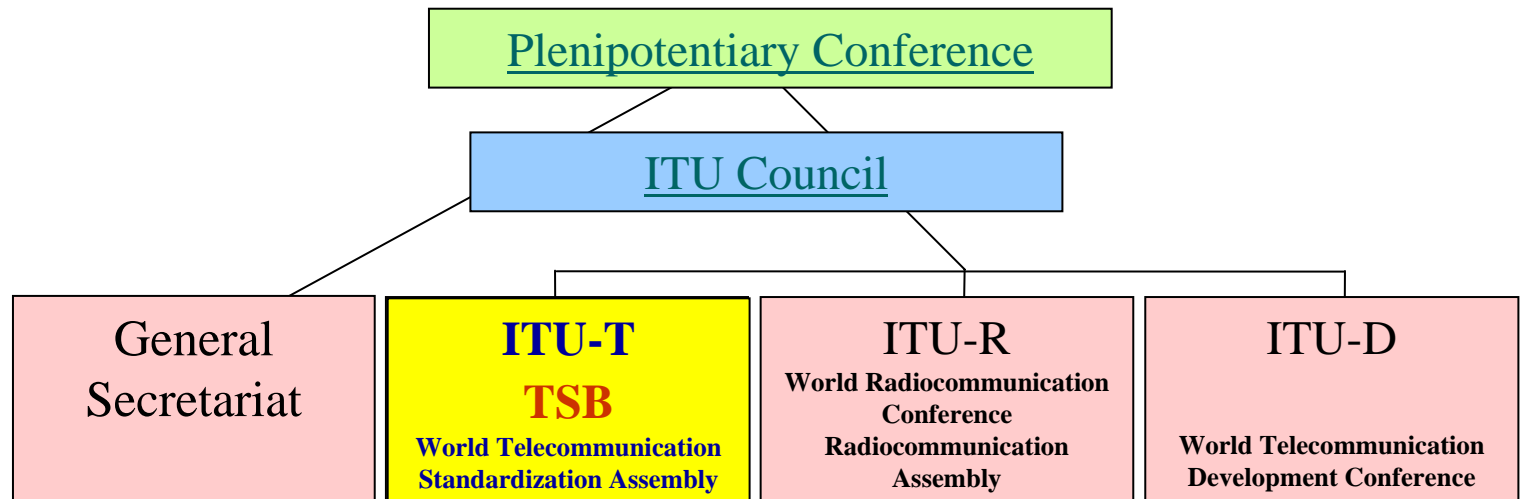 Plenipotentiary Conference
ITU Council
General
Secretariat
ITU-T
TSB
World Telecommunication
Standardization Assembly
ITU-R
World Radiocommunication
Conference
Radiocommunication
Assembly
ITU-D
World Telecommunication
Development Conference